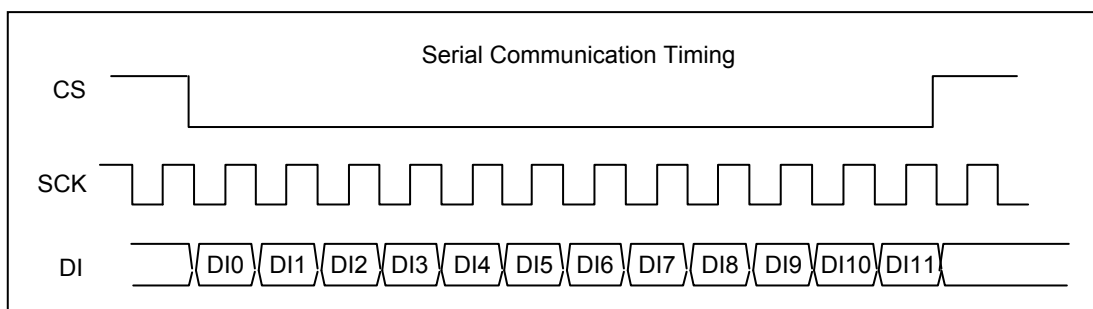 Serial Communication Timing
CS
SCK
DI DI0 DI1 DI2 DI3 DI4 DI5 DI6 DI7 DI8 DI9 DI10 DI11